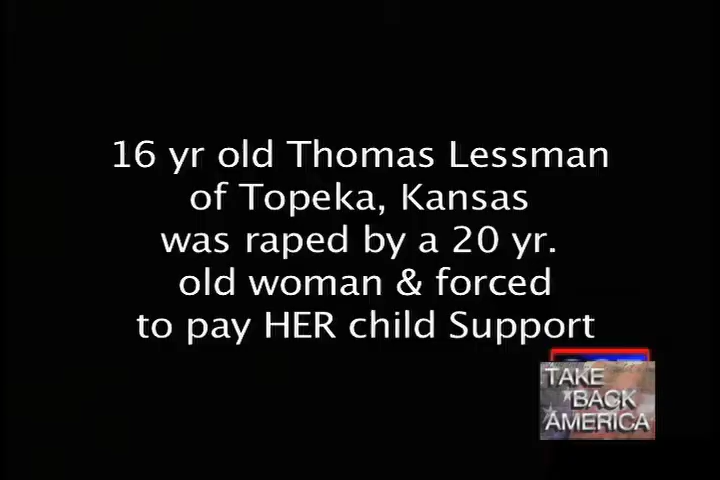 16 yr old Thomas Lessman
of Topeka, Kansas
was raped by a 20 yr.
old woman & forced
to pay HER child Support
TAKE
BACK
AMERICA